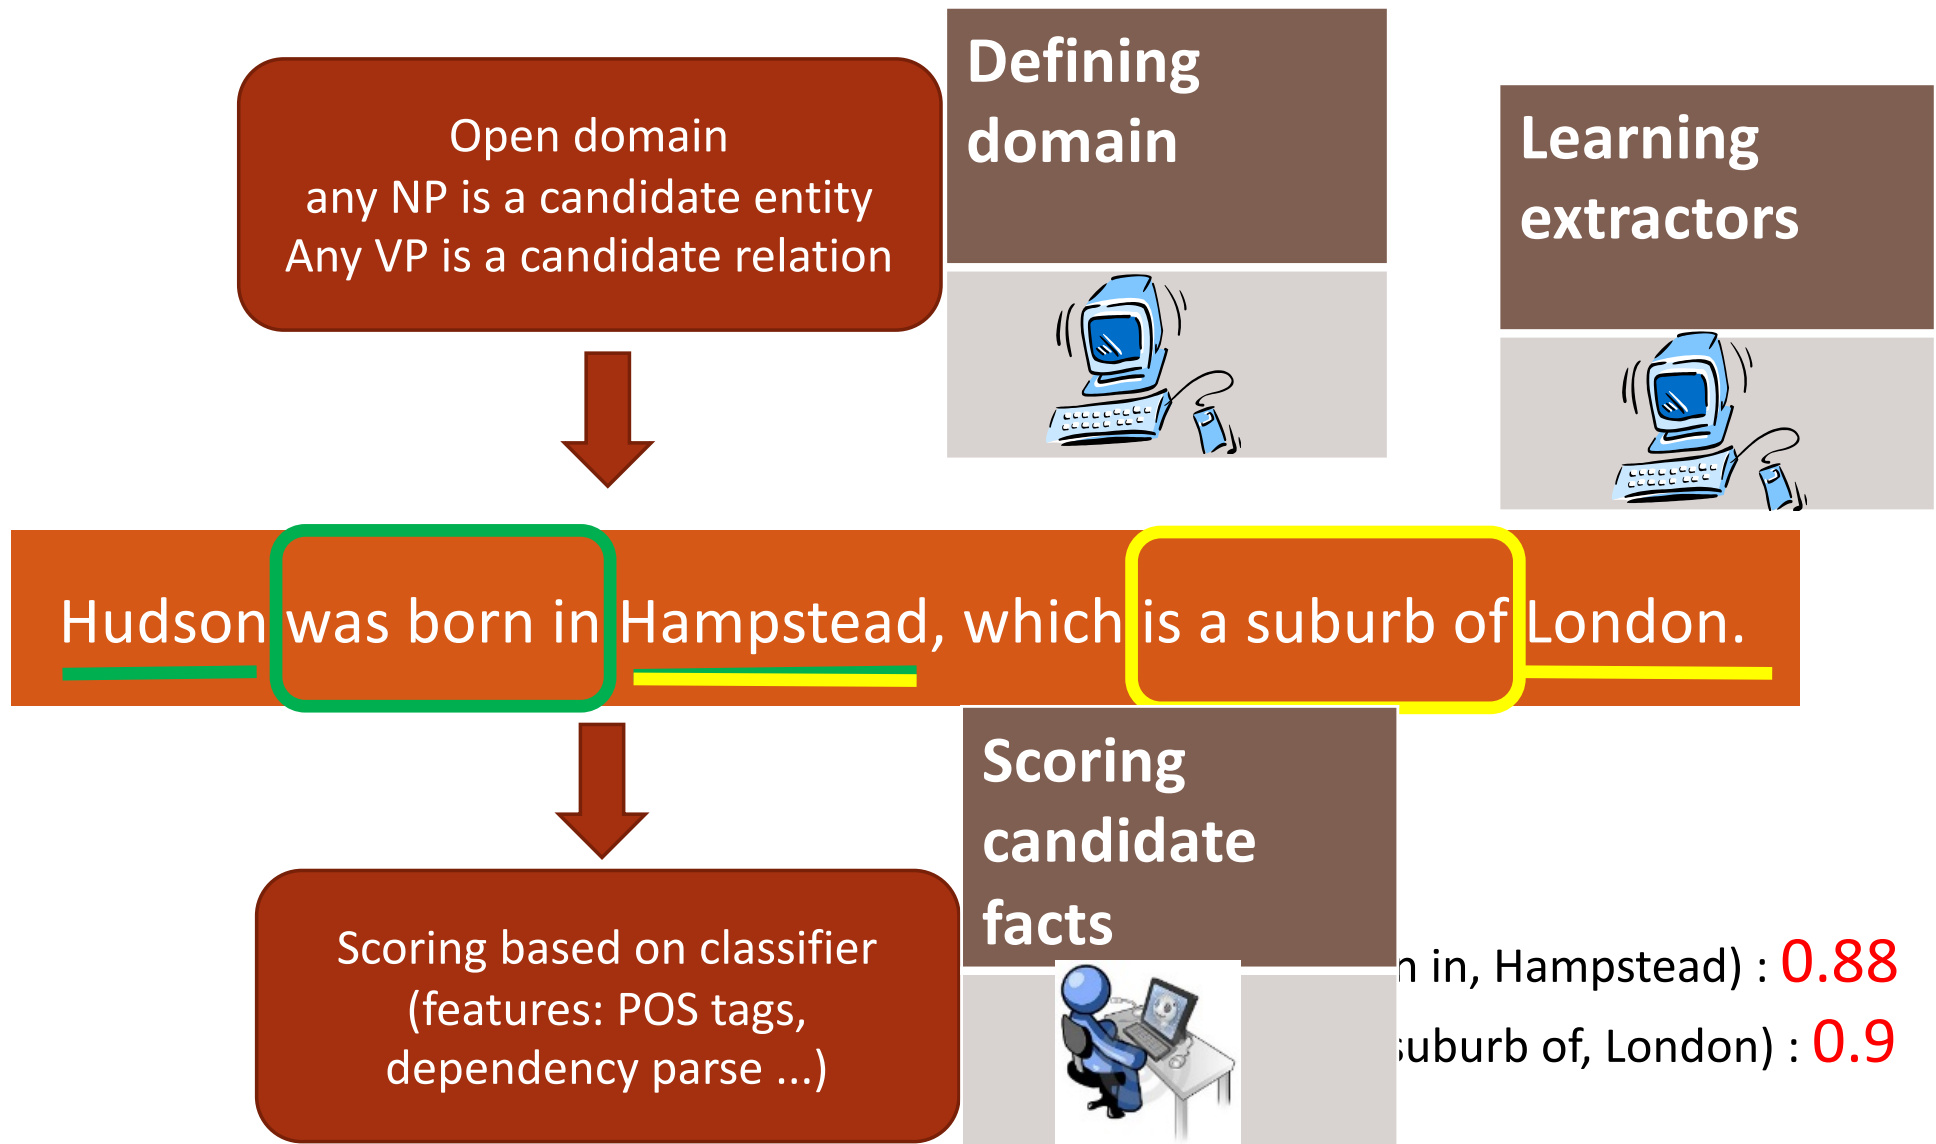 Open domain
any NP is a candidate entity
Any VP is a candidate relation
Defining
domain
Learning
extractors
Hudson was born in Hampstead, which is a suburb of London.
Scoring based on classifier
(features: POS tags,
dependency parse ...)
Scoring
candidate
facts
in, Hampstead) : 0.88
suburb of, London) : 0.9